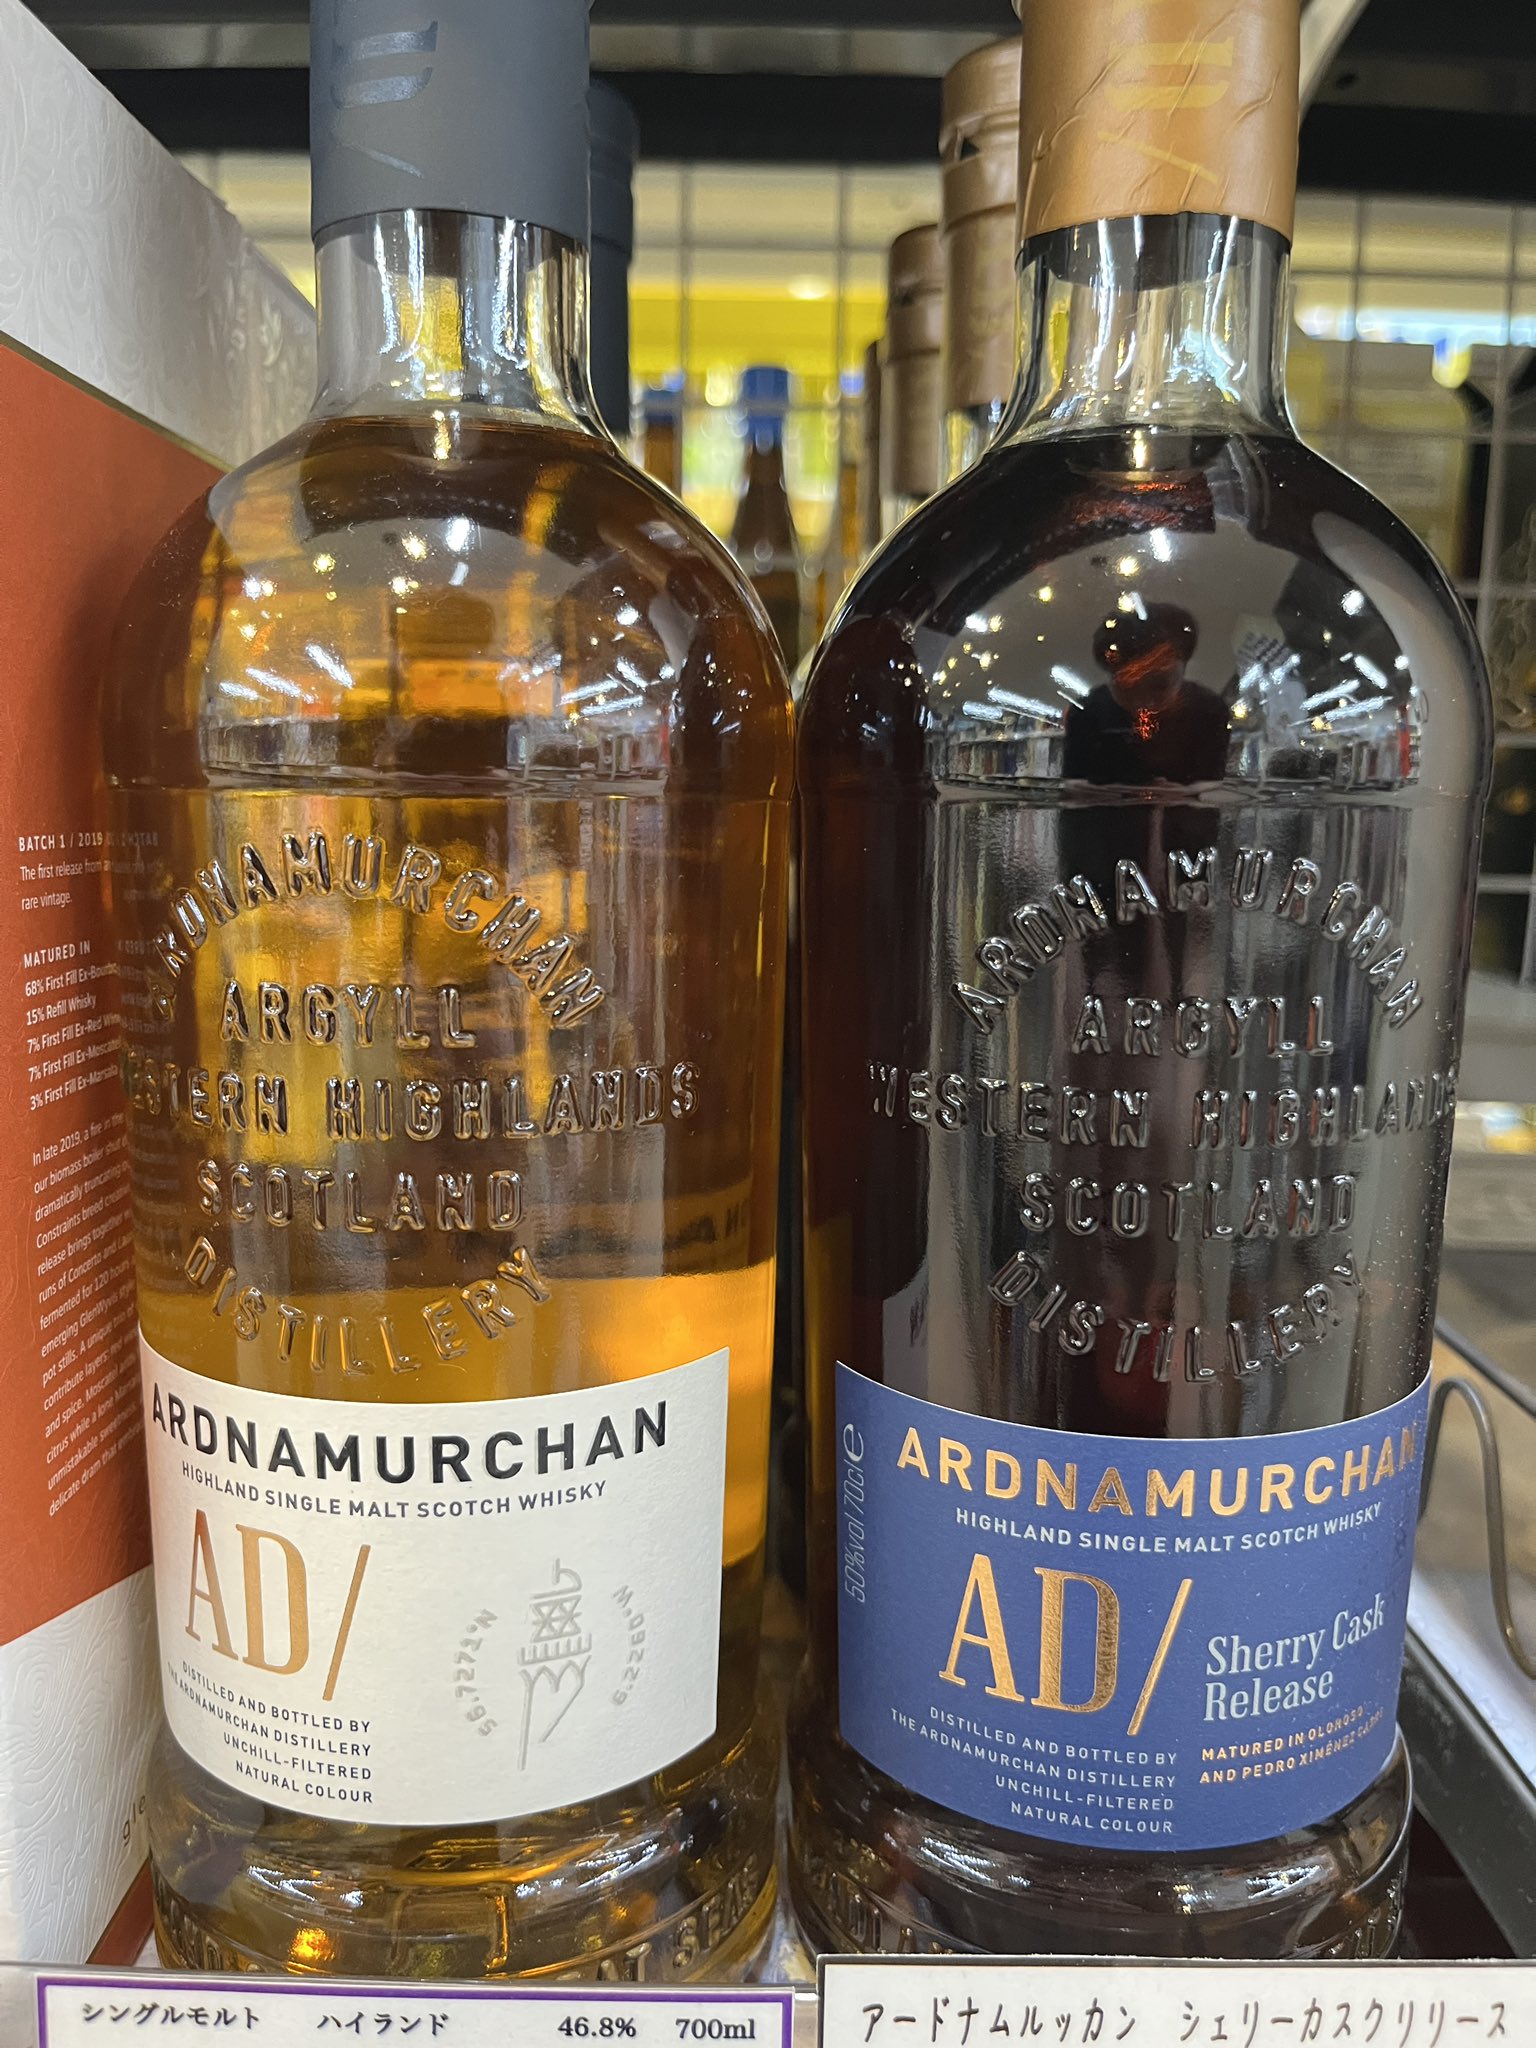 BATCH 1 / 2019
The first release from
rare vintage.
MATURED IN
68% First Fill Ex-Bourbon
15% Refill Whisky
7% First Fill Ex-Red Wine
7% First Fill Ex-Moscatel
3% First Fill Ex-Marsala
In late 2019, a fire in the
our biomass boiler shut
dramatically truncating
Constraints breed
release brings together
runs of Concerto and
fermented for 120 hours
emerging GlenWyvis style
pot stills. A unique
contribute layers: red wine
and spice, Moscatel
citrus while a
unmistakable sweetness
delicate dram that
ARDNAMURCHAN
ARGYLL
WESTERN HIGHLANDS
SCOTLAND
DISTILLERY
ARDNAMURCHAN
HIGHLAND SINGLE MALT SCOTCH WHISKY
AD/
56.7272°N
6.2260°W
DISTILLED AND BOTTLED BY
THE ARDNAMURCHAN DISTILLERY
UNCHILL-FILTERED
NATURAL COLOUR
ARDNAMURCHAN
ARGYLL
WESTERN HIGHLANDS
SCOTLAND
DISTILLERY
50%vol 70cl e
ARDNAMURCHAN
HIGHLAND SINGLE MALT SCOTCH WHISKY
AD/
Sherry Cask
Release
MATURED IN OLOROSO
AND PEDRO XIMÉNEZ CASKS
DISTILLED AND BOTTLED BY
THE ARDNAMURCHAN DISTILLERY
UNCHILL-FILTERED
NATURAL COLOUR
シングルモルト ハイランド 46.8% 700ml
アードナムルッカン シェリーカスクリリース